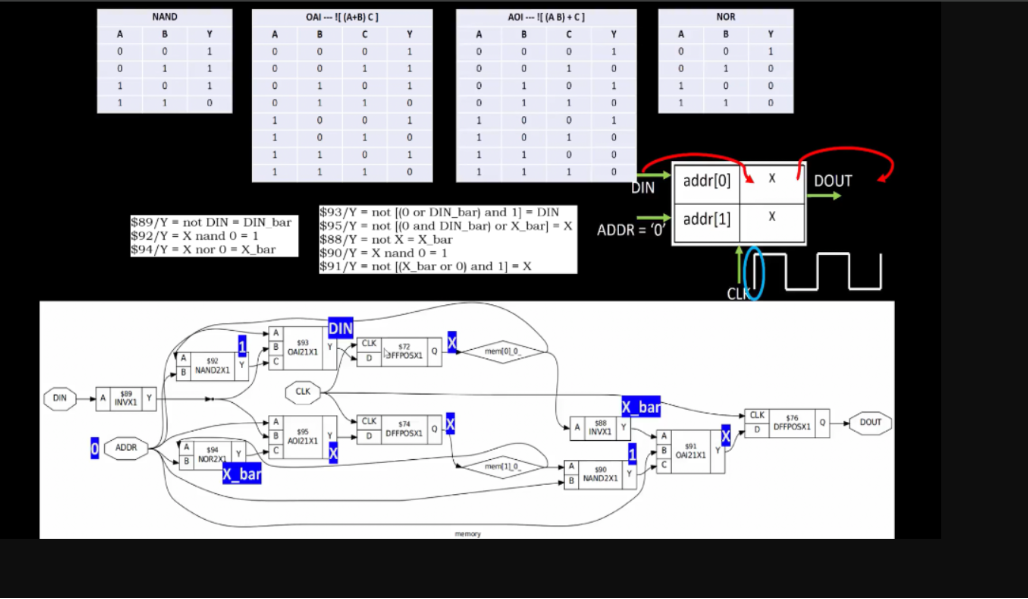 NAND
A B Y
0 0 1
0 1 1
1 0 1
1 1 0
OAI --- ![ (A+B) C ]
A B C Y
0 0 0 1
0 0 1 1
0 1 0 1
0 1 1 0
1 0 0 1
1 0 1 0
1 1 0 1
1 1 1 0
AOI --- ![ (A B) + C ]
A B C Y
0 0 0 1
0 0 1 0
0 1 0 1
0 1 1 0
1 0 0 1
1 0 1 0
1 1 0 0
1 1 1 0
NOR
A B Y
0 0 1
0 1 0
1 0 0
1 1 0
DIN
addr[0] X
DOUT
addr[1] X
ADDR = ‘0’
CLK
$89/Y = not DIN = DIN_bar
$92/Y = X nand 0 = 1
$94/Y = X nor 0 = X_bar
$93/Y = not [(0 or DIN_bar) and 1] = DIN
$95/Y = not [(0 and DIN_bar) or X_bar] = X
$88/Y = not X = X_bar
$90/Y = X nand 0 = 1
$91/Y = not [(X_bar or 0) and 1] = X
DIN
A $89 INVX1 Y
0
ADDR
A B $92 NAND2X1 Y
1
A B $94 NOR2X1 Y
X_bar
A B C $93 OAI21X1 Y
DIN
A B C $95 AOI21X1 Y
X
CLK
CLK D $72 DFFPOSX1 Q
X
CLK D $74 DFFPOSX1 Q
X
mem[0]_0_
mem[1]_0_
A $88 INVX1 Y
X_bar
A B $90 NAND2X1 Y
1
A B C $91 OAI21X1 Y
X
CLK D $76 DFFPOSX1 Q
DOUT
memory